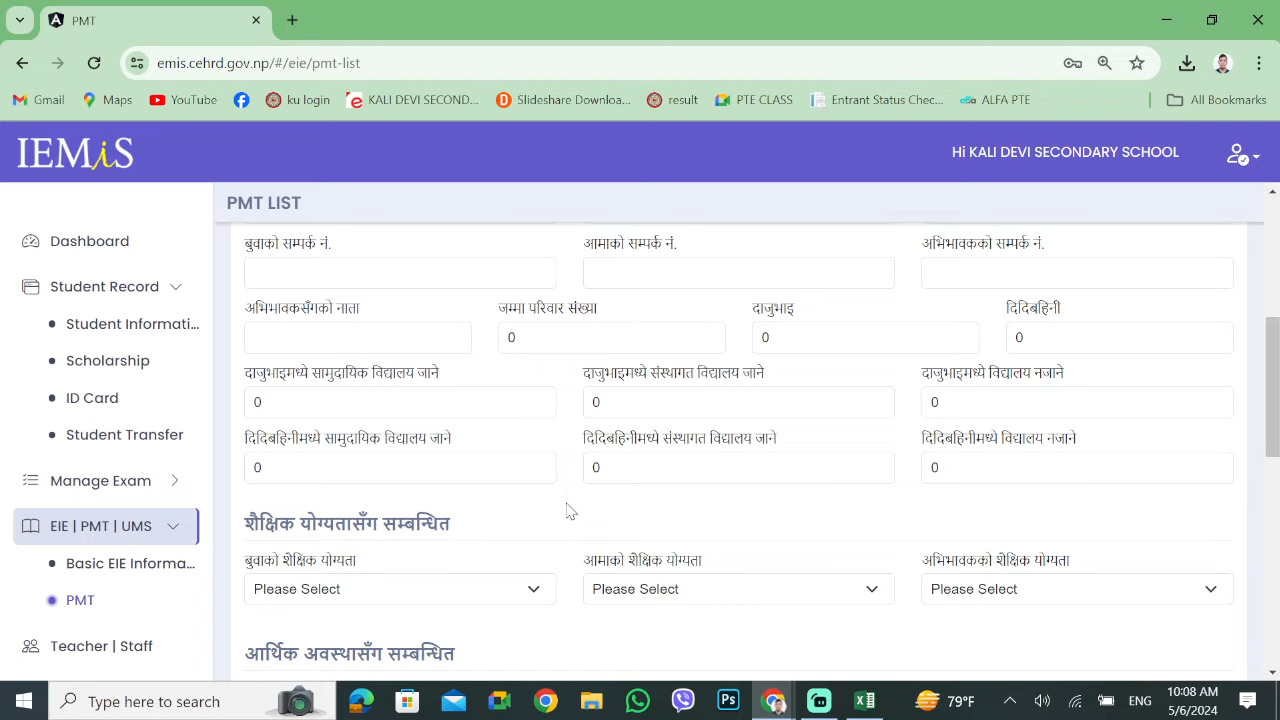 PMT
emis.cehrd.gov.np/#/eie/pmt-list
Gmail Maps YouTube ku login KALI DEVI SECOND... Slideshare Downloa... result PTE CLASS Entrant Status Chec... ALFA PTE All Bookmarks
IEMiS Hi KALI DEVI SECONDARY SCHOOL
PMT LIST
Dashboard
Student Record
Student Informati...
Scholarship
ID Card
Student Transfer
Manage Exam
EIE | PMT | UMS
Basic EIE Informa...
PMT
Teacher | Staff
बुवाको सम्पर्क नं. आमाको सम्पर्क नं. अभिभावकको सम्पर्क नं.
अभिभावकसँगको नाता जम्मा परिवार संख्या दाजुभाइ दिदिबहिनी
0 0 0
दाजुभाइमध्ये सामुदायिक विद्यालय जाने दाजुभाइमध्ये संस्थागत विद्यालय जाने दाजुभाइमध्ये विद्यालय नजाने
0 0 0
दिदिबहिनीमध्ये सामुदायिक विद्यालय जाने दिदिबहिनीमध्ये संस्थागत विद्यालय जाने दिदिबहिनीमध्ये विद्यालय नजाने
0 0 0
शैक्षिक योग्यतासँग सम्बन्धित
बुवाको शैक्षिक योग्यता आमाको शैक्षिक योग्यता अभिभावकको शैक्षिक योग्यता
Please Select Please Select Please Select
आर्थिक अवस्थासँग सम्बन्धित
Type here to search Ps 79°F ENG 10:08 AM
5/6/2024